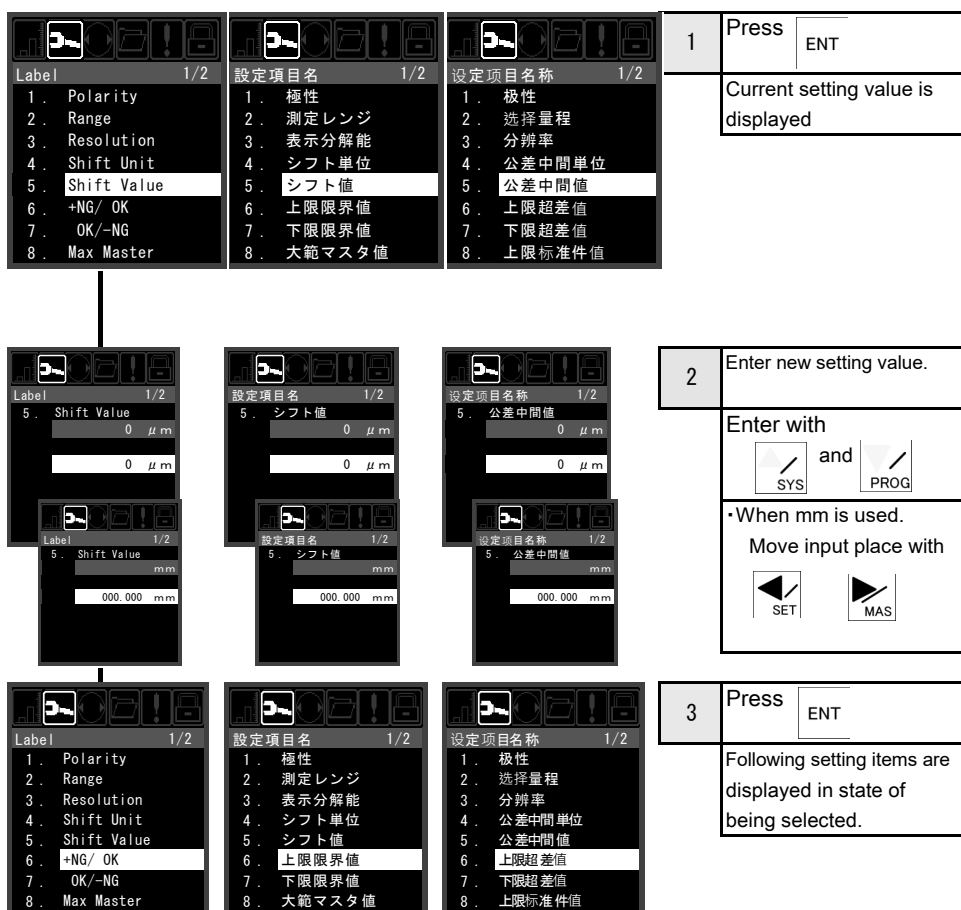 Label 1/2
1. Polarity
2. Range
3. Resolution
4. Shift Unit
5. Shift Value
6. +NG/ OK
7. OK/-NG
8. Max Master
設定項目名 1/2
1. 極性
2. 測定レンジ
3. 表示分解能
4. シフト単位
5. シフト値
6. 上限限界値
7. 下限限界値
8. 大範マスタ値
设定项目名称 1/2
1. 极性
2. 选择量程
3. 分辨率
4. 公差中間単位
5. 公差中間値
6. 上限超差值
7. 下限超差值
8. 上限标准件值
1 Press ENT
Current setting value is
displayed
Label 1/2
5. Shift Value
0 μm
0 μm
Label 1/2
5. Shift Value
mm
000.000 mm
設定項目名 1/2
5. シフト値
0 μm
0 μm
設定項目名 1/2
5. シフト値
mm
000.000 mm
设定项目名称 1/2
5. 公差中間値
0 μm
0 μm
设定项目名称 1/2
5. 公差中間値
mm
000.000 mm
2 Enter new setting value.
Enter with
SYS and PROG
・When mm is used.
Move input place with
SET MAS
Label 1/2
1. Polarity
2. Range
3. Resolution
4. Shift Unit
5. Shift Value
6. +NG/ OK
7. OK/-NG
8. Max Master
設定項目名 1/2
1. 極性
2. 測定レンジ
3. 表示分解能
4. シフト単位
5. シフト値
6. 上限限界値
7. 下限限界値
8. 大範マスタ値
设定项目名称 1/2
1. 极性
2. 选择量程
3. 分辨率
4. 公差中間単位
5. 公差中間値
6. 上限超差值
7. 下限超差值
8. 上限标准件值
3 Press ENT
Following setting items are
displayed in state of
being selected.